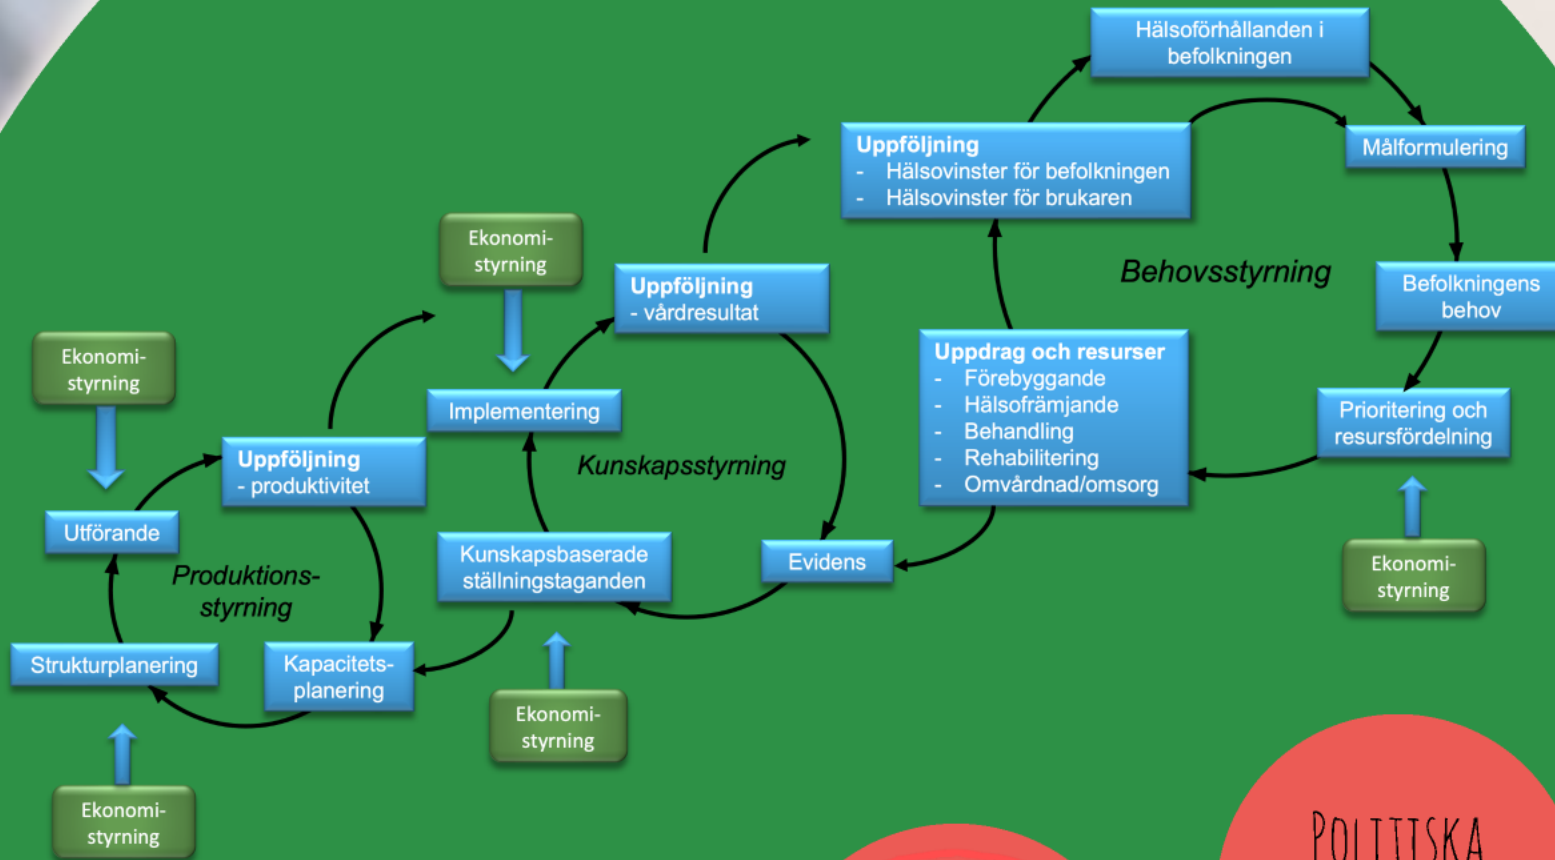 Hälsoförhållanden i
befolkningen
Uppföljning
- Hälsovinster för befolkningen
- Hälsovinster för brukaren
Målformulering
Ekonomi-
styrning
Uppföljning
- vårdresultat
Behovsstyrning
Befolkningens
behov
Ekonomi-
styrning
Uppdrag och resurser
- Förebyggande
- Hälsofrämjande
- Behandling
- Rehabilitering
- Omvårdnad/omsorg
Implementering
Prioritering och
resursfördelning
Uppföljning
- produktivitet
Kunskapsstyrning
Utförande
Kunskapsbaserade
ställningstaganden
Evidens
Ekonomi-
styrning
Produktions-
styrning
Strukturplanering
Kapacitets-
planering
Ekonomi-
styrning
Ekonomi-
styrning
POLITISKA